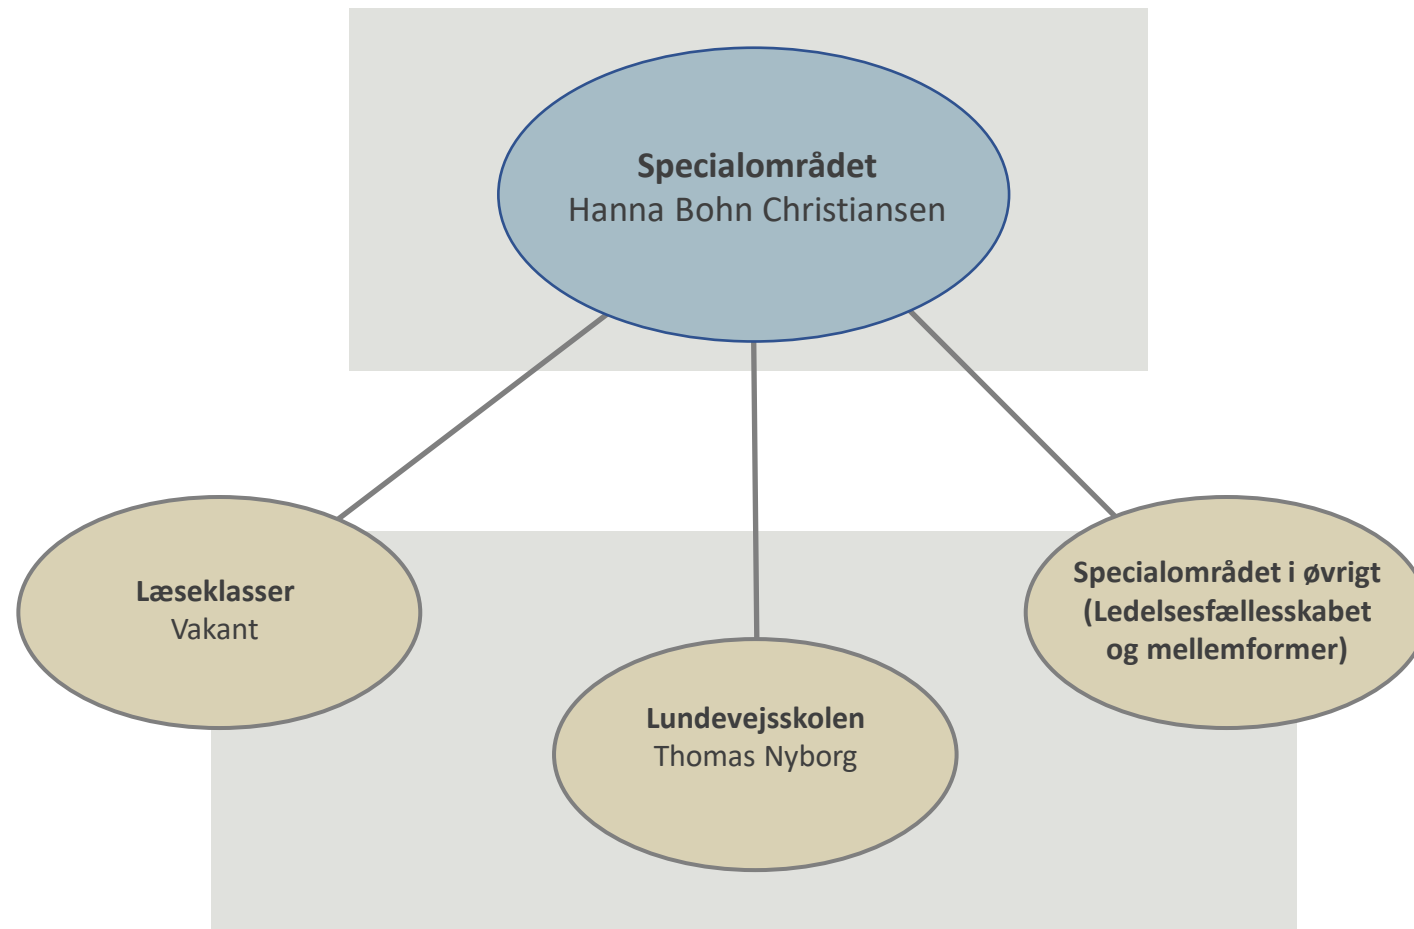 Specialområdet
Hanna Bohn Christiansen
Læseklasser
Vakant
Lundevejsskolen
Thomas Nyborg
Specialområdet i øvrigt
(Ledelsesfællesskabet
og mellemformer)